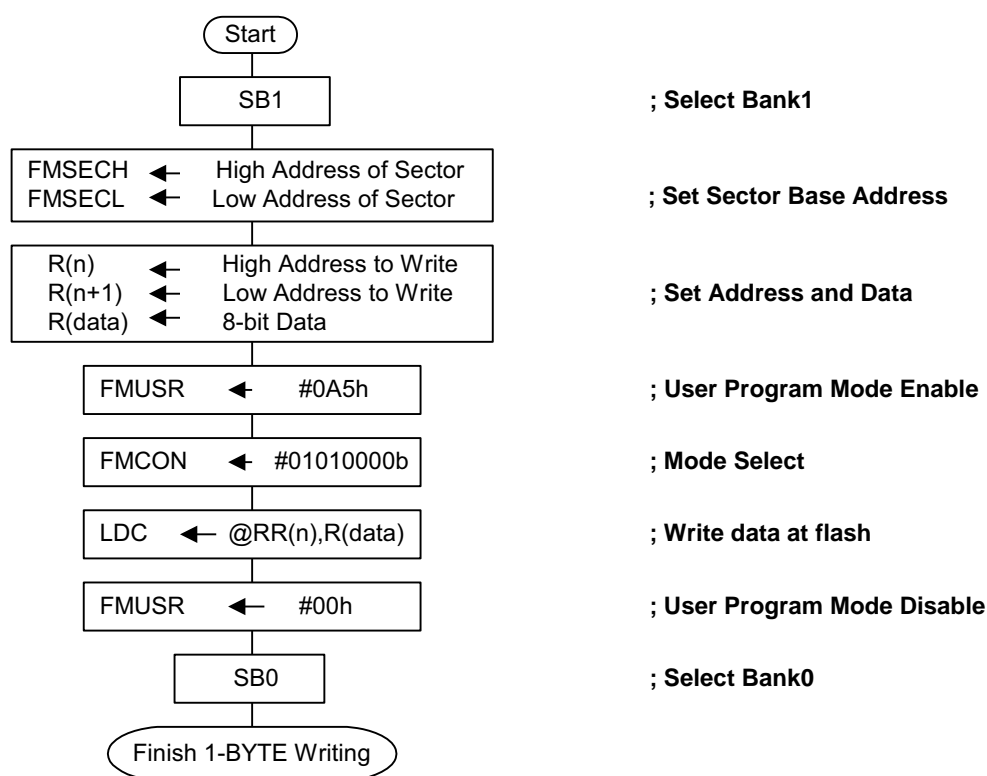 Start
SB1 ; Select Bank1
FMSECH High Address of Sector
FMSECL Low Address of Sector
; Set Sector Base Address
R(n) High Address to Write
R(n+1) Low Address to Write
R(data) 8-bit Data
; Set Address and Data
FMUSR #0A5h ; User Program Mode Enable
FMCON #01010000b ; Mode Select
LDC @RR(n),R(data) ; Write data at flash
FMUSR #00h ; User Program Mode Disable
SB0 ; Select Bank0
Finish 1-BYTE Writing